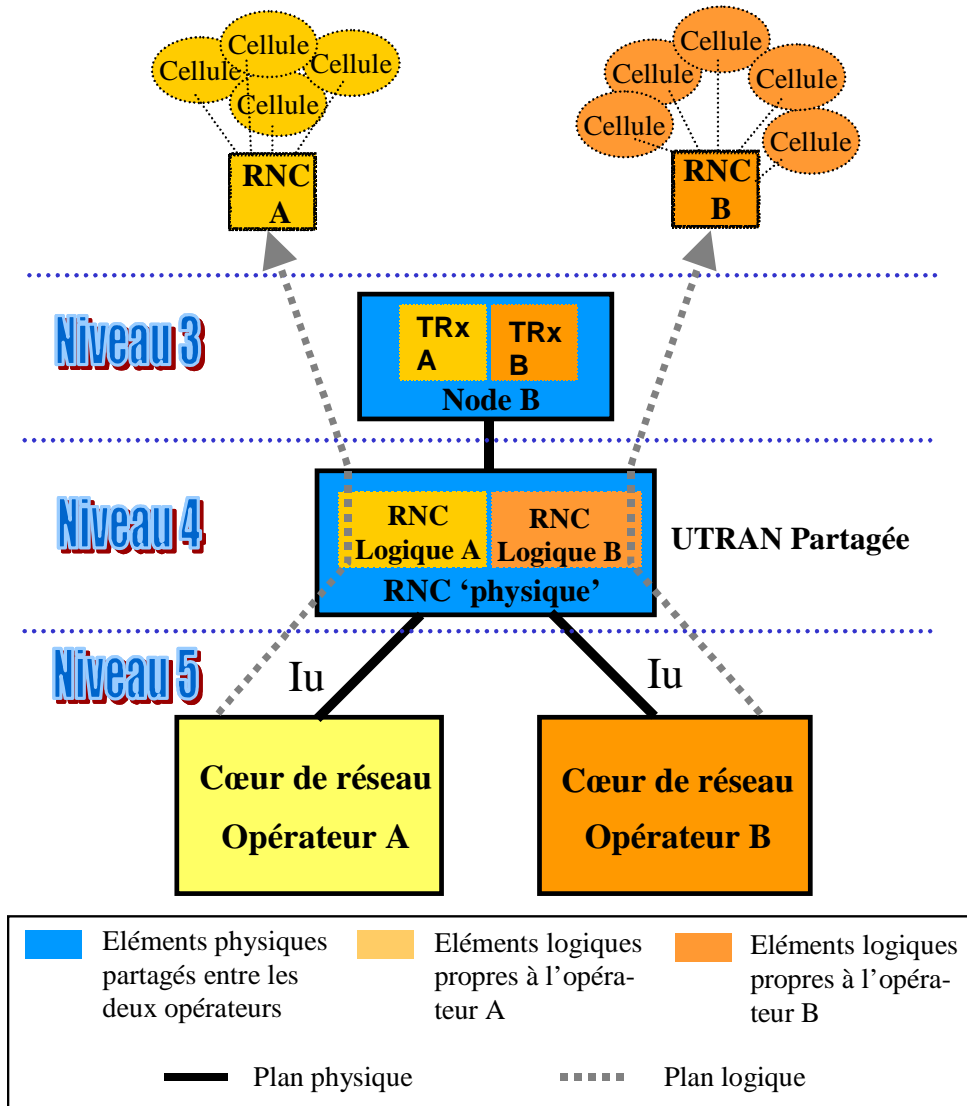 Cellule
Cellule
Cellule
Cellule
RNC
A
Cellule
Cellule
Cellule
Cellule
Cellule
RNC
B
Niveau 3
TRx
A
TRx
B
Node B
Niveau 4
RNC
Logique A
RNC
Logique B
RNC ‘physique’
UTRAN Partagée
Niveau 5
Iu
Iu
Cœur de réseau
Opérateur A
Cœur de réseau
Opérateur B
Eléments physiques
partagés entre les
deux opérateurs
Eléments logiques
propres à l’opéra-
teur A
Eléments logiques
propres à l’opéra-
teur B
Plan physique
Plan logique